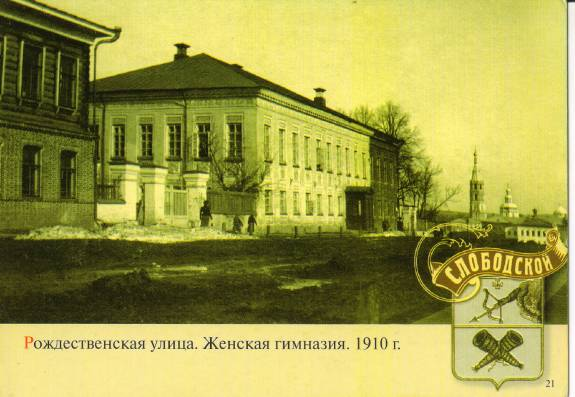 СЛОБОДСКОЙ
Рождественская улица. Женская гимназия. 1910 г.
21